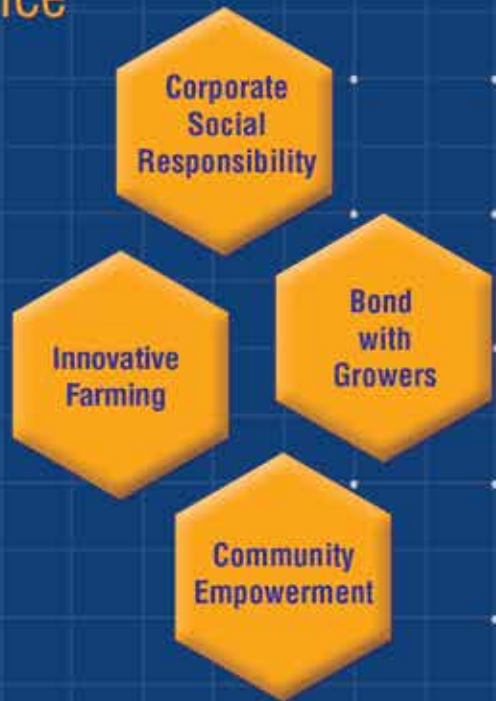 Corporate
Social
Responsibility
Bond
with
Growers
Innovative
Farming
Community
Empowerment